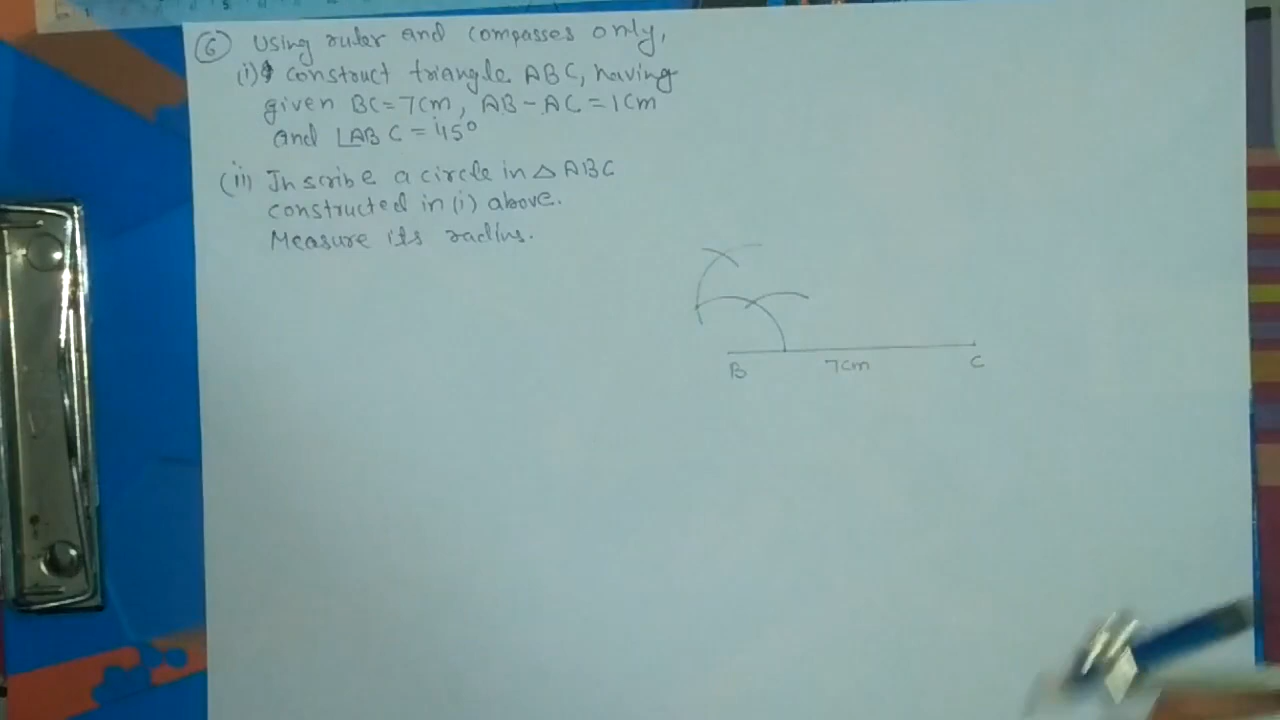 6 Using ruler and compasses only,
(i) construct triangle ABC, having
given BC = 7cm, AB - AC = 1cm
and ∠ABC = 45°
(ii) Inscribe a circle in △ ABC
constructed in (i) above.
Measure its radius.
B 7cm C